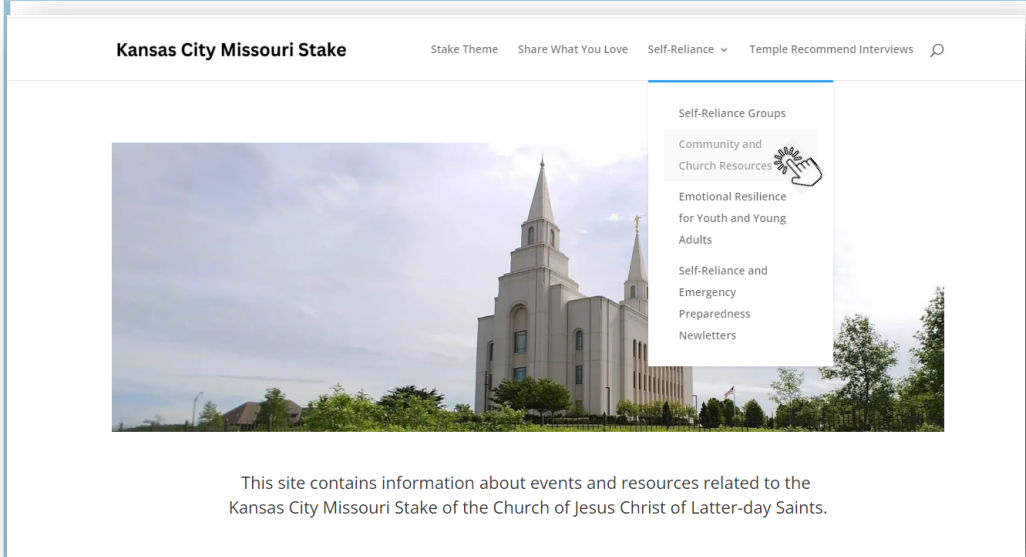 Kansas City Missouri Stake
Stake Theme Share What You Love Self-Reliance Temple Recommend Interviews
Self-Reliance Groups
Community and
Church Resources
Emotional Resilience
for Youth and Young
Adults
Self-Reliance and
Emergency
Preparedness
Newletters
This site contains information about events and resources related to the
Kansas City Missouri Stake of the Church of Jesus Christ of Latter-day Saints.